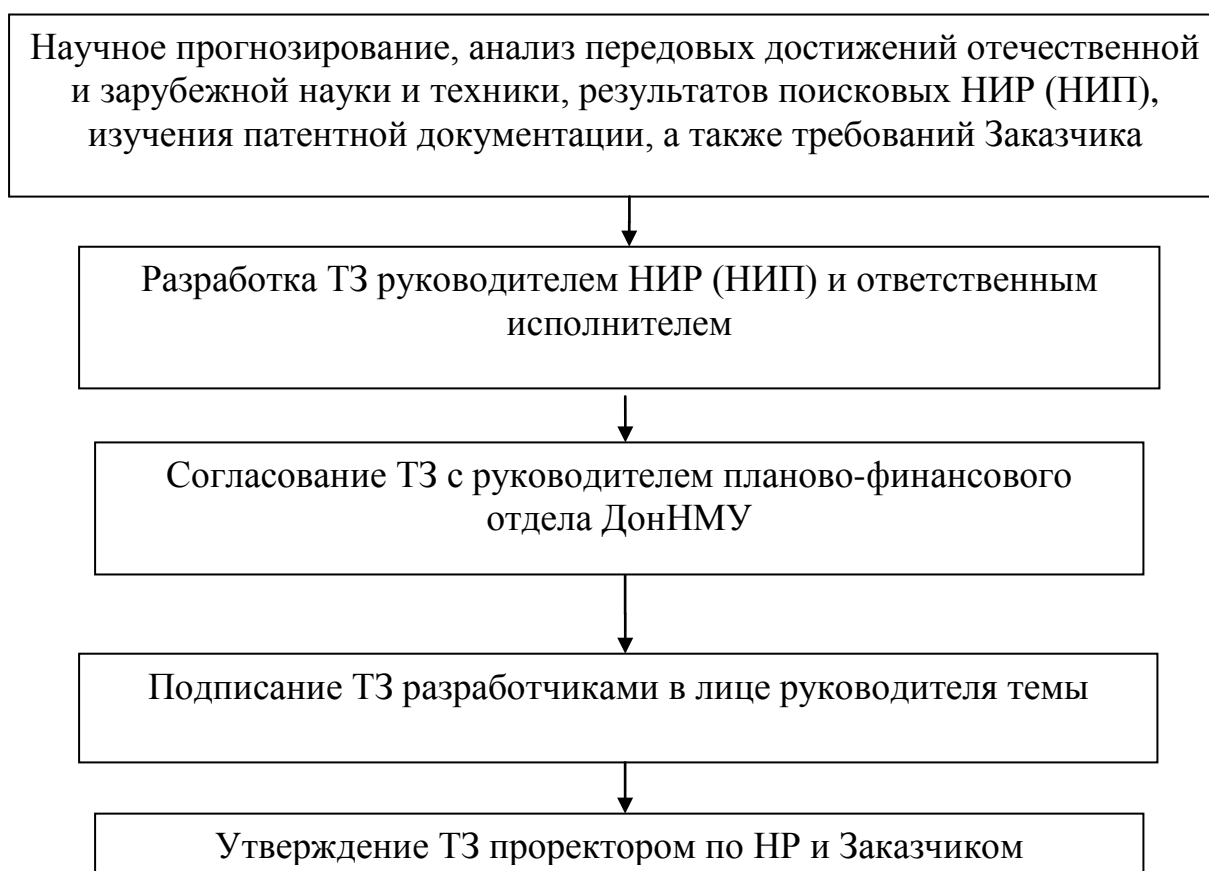 Научное прогнозирование, анализ передовых достижений отечественной
и зарубежной науки и техники, результатов поисковых НИР (НИП),
изучения патентной документации, а также требований Заказчика
Разработка ТЗ руководителем НИР (НИП) и ответственным
исполнителем
Согласование ТЗ с руководителем планово-финансового
отдела ДонНМУ
Подписание ТЗ разработчиками в лице руководителя темы
Утверждение ТЗ проректором по НР и Заказчиком